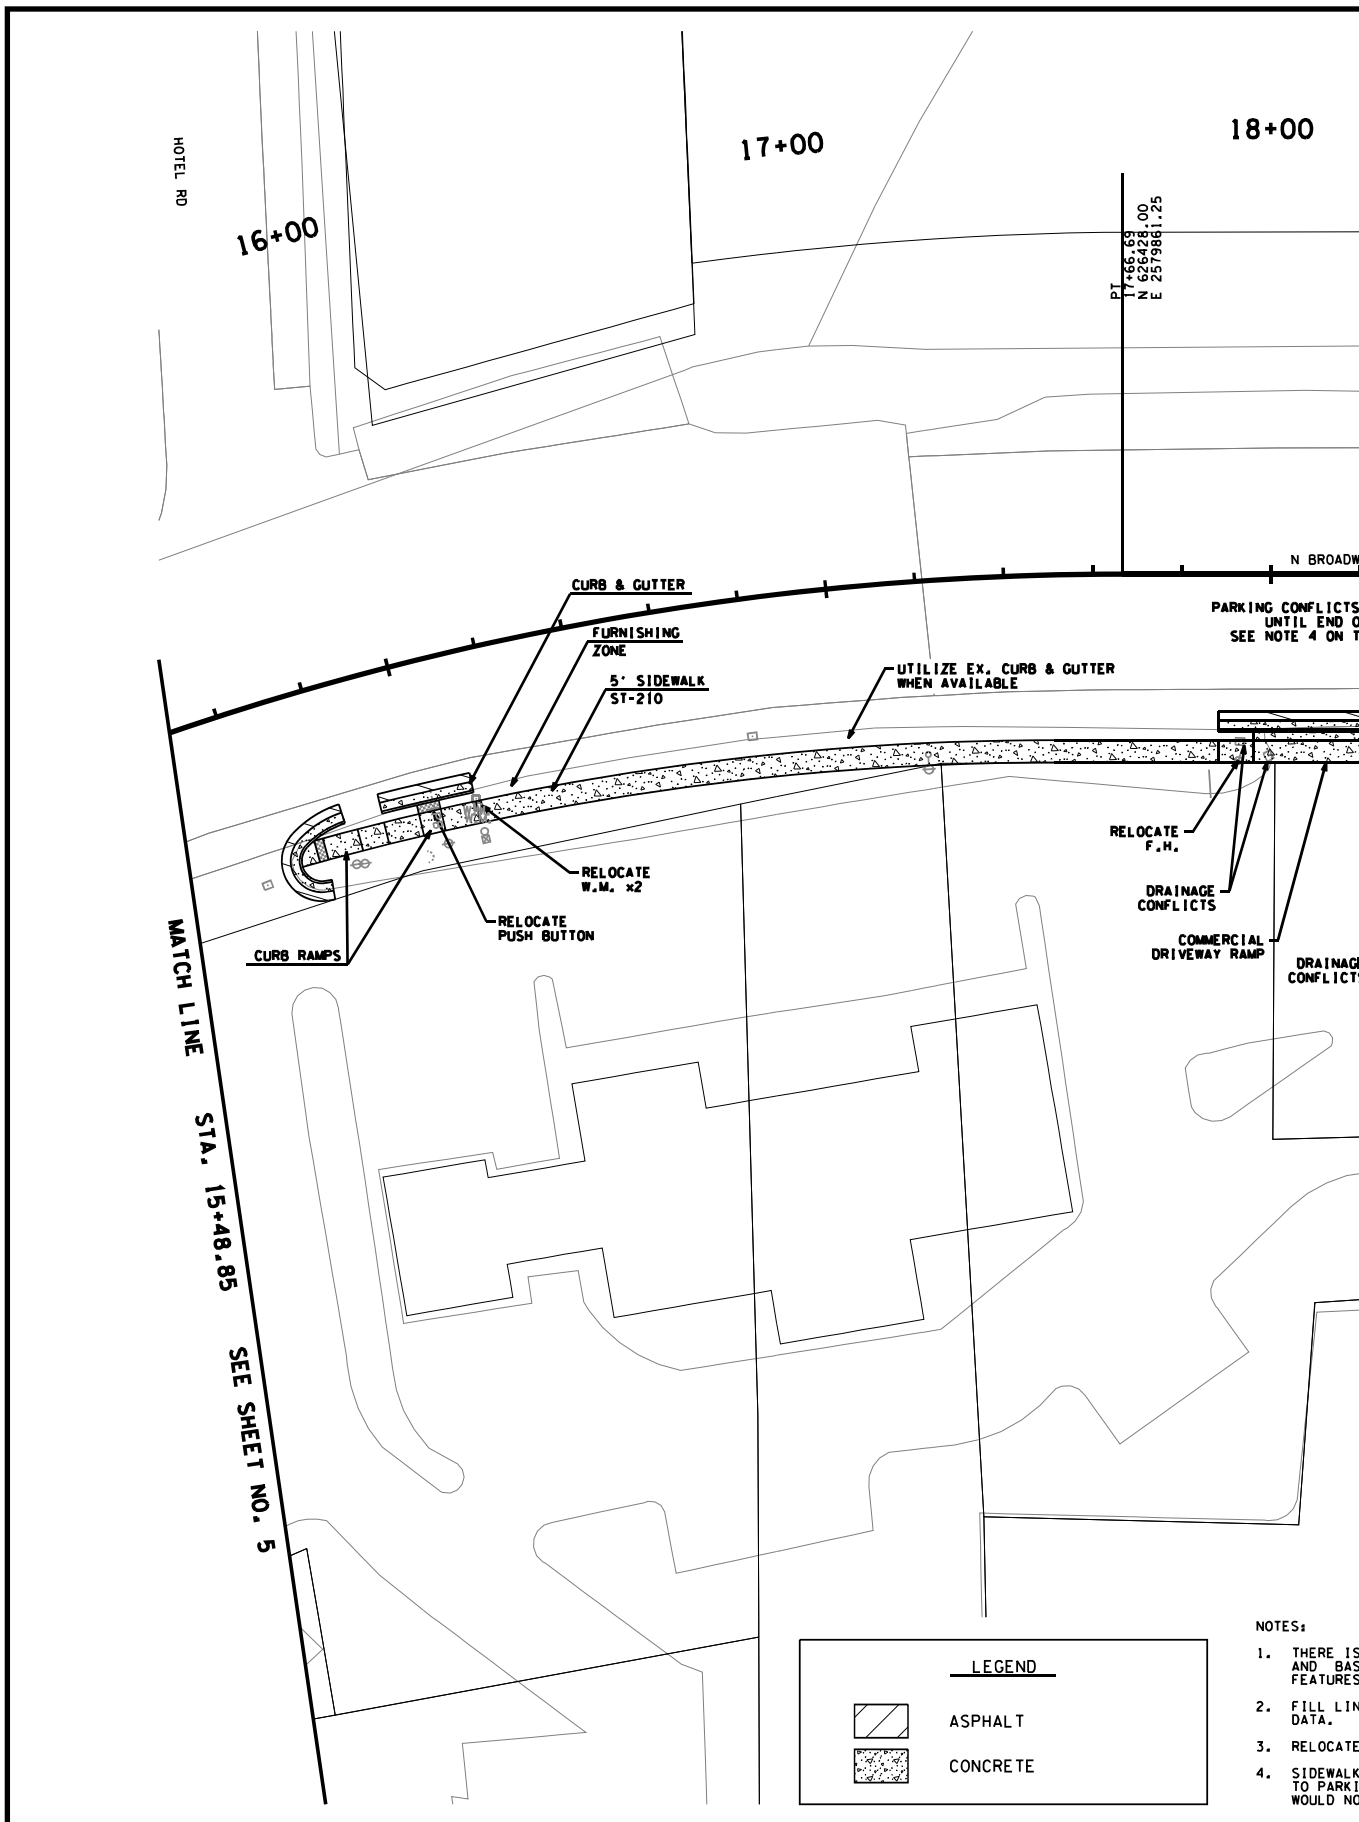 HOTEL RD
16+00
17+00
18+00
PT
17+66.69
N 626428.00
E 2579861.25
N BROADW
CURB & GUTTER
FURNISHING
ZONE
5' SIDEWALK
ST-210
UTILIZE EX. CURB & GUTTER
WHEN AVAILABLE
PARKING CONFLICTS
UNTIL END O
SEE NOTE 4 ON T
RELOCATE
F.H.
RELOCATE
W.M. x2
RELOCATE
PUSH BUTTON
CURB RAMPS
DRAINAGE
CONFLICTS
COMMERCIAL
DRIVEWAY RAMP
DRAINAGE
CONFLICTS
MATCH LINE STA. 15+48.85 SEE SHEET NO. 5
LEGEND
ASPHALT
CONCRETE
NOTES:
1. THERE IS
AND BAS
FEATURES
2. FILL LIN
DATA.
3. RELOCATE
4. SIDEWALK
TO PARKI
WOULD NO